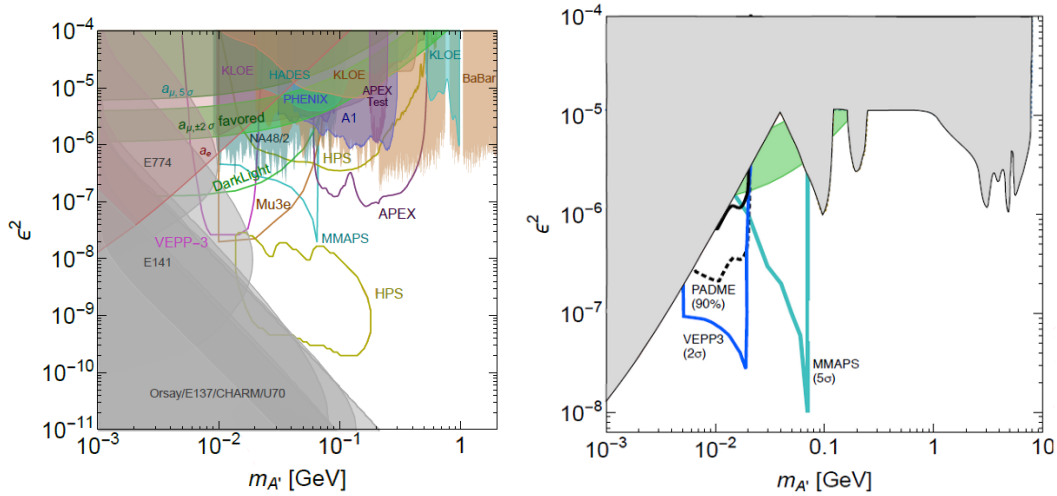 10⁻⁴
10⁻⁵
10⁻⁶
10⁻⁷
10⁻⁸
10⁻⁹
10⁻¹⁰
10⁻¹¹
ϵ²
KLOE
HADES
KLOE
KLOE
BaBar
aμ,5σ
PHENIX
APEX
Test
aμ,±2σ favored
A1
NA48/2
E774
ae
HPS
DarkLight
Mu3e
APEX
VEPP−3
MMAPS
E141
HPS
Orsay/E137/CHARM/U70
10⁻³ 10⁻² 10⁻¹ 1
mA' [GeV]
10⁻⁴
10⁻⁵
10⁻⁶
10⁻⁷
10⁻⁸
ϵ²
PADME
(90%)
VEPP3
(2σ)
MMAPS
(5σ)
10⁻³ 10⁻² 0.1 1 10
mA' [GeV]